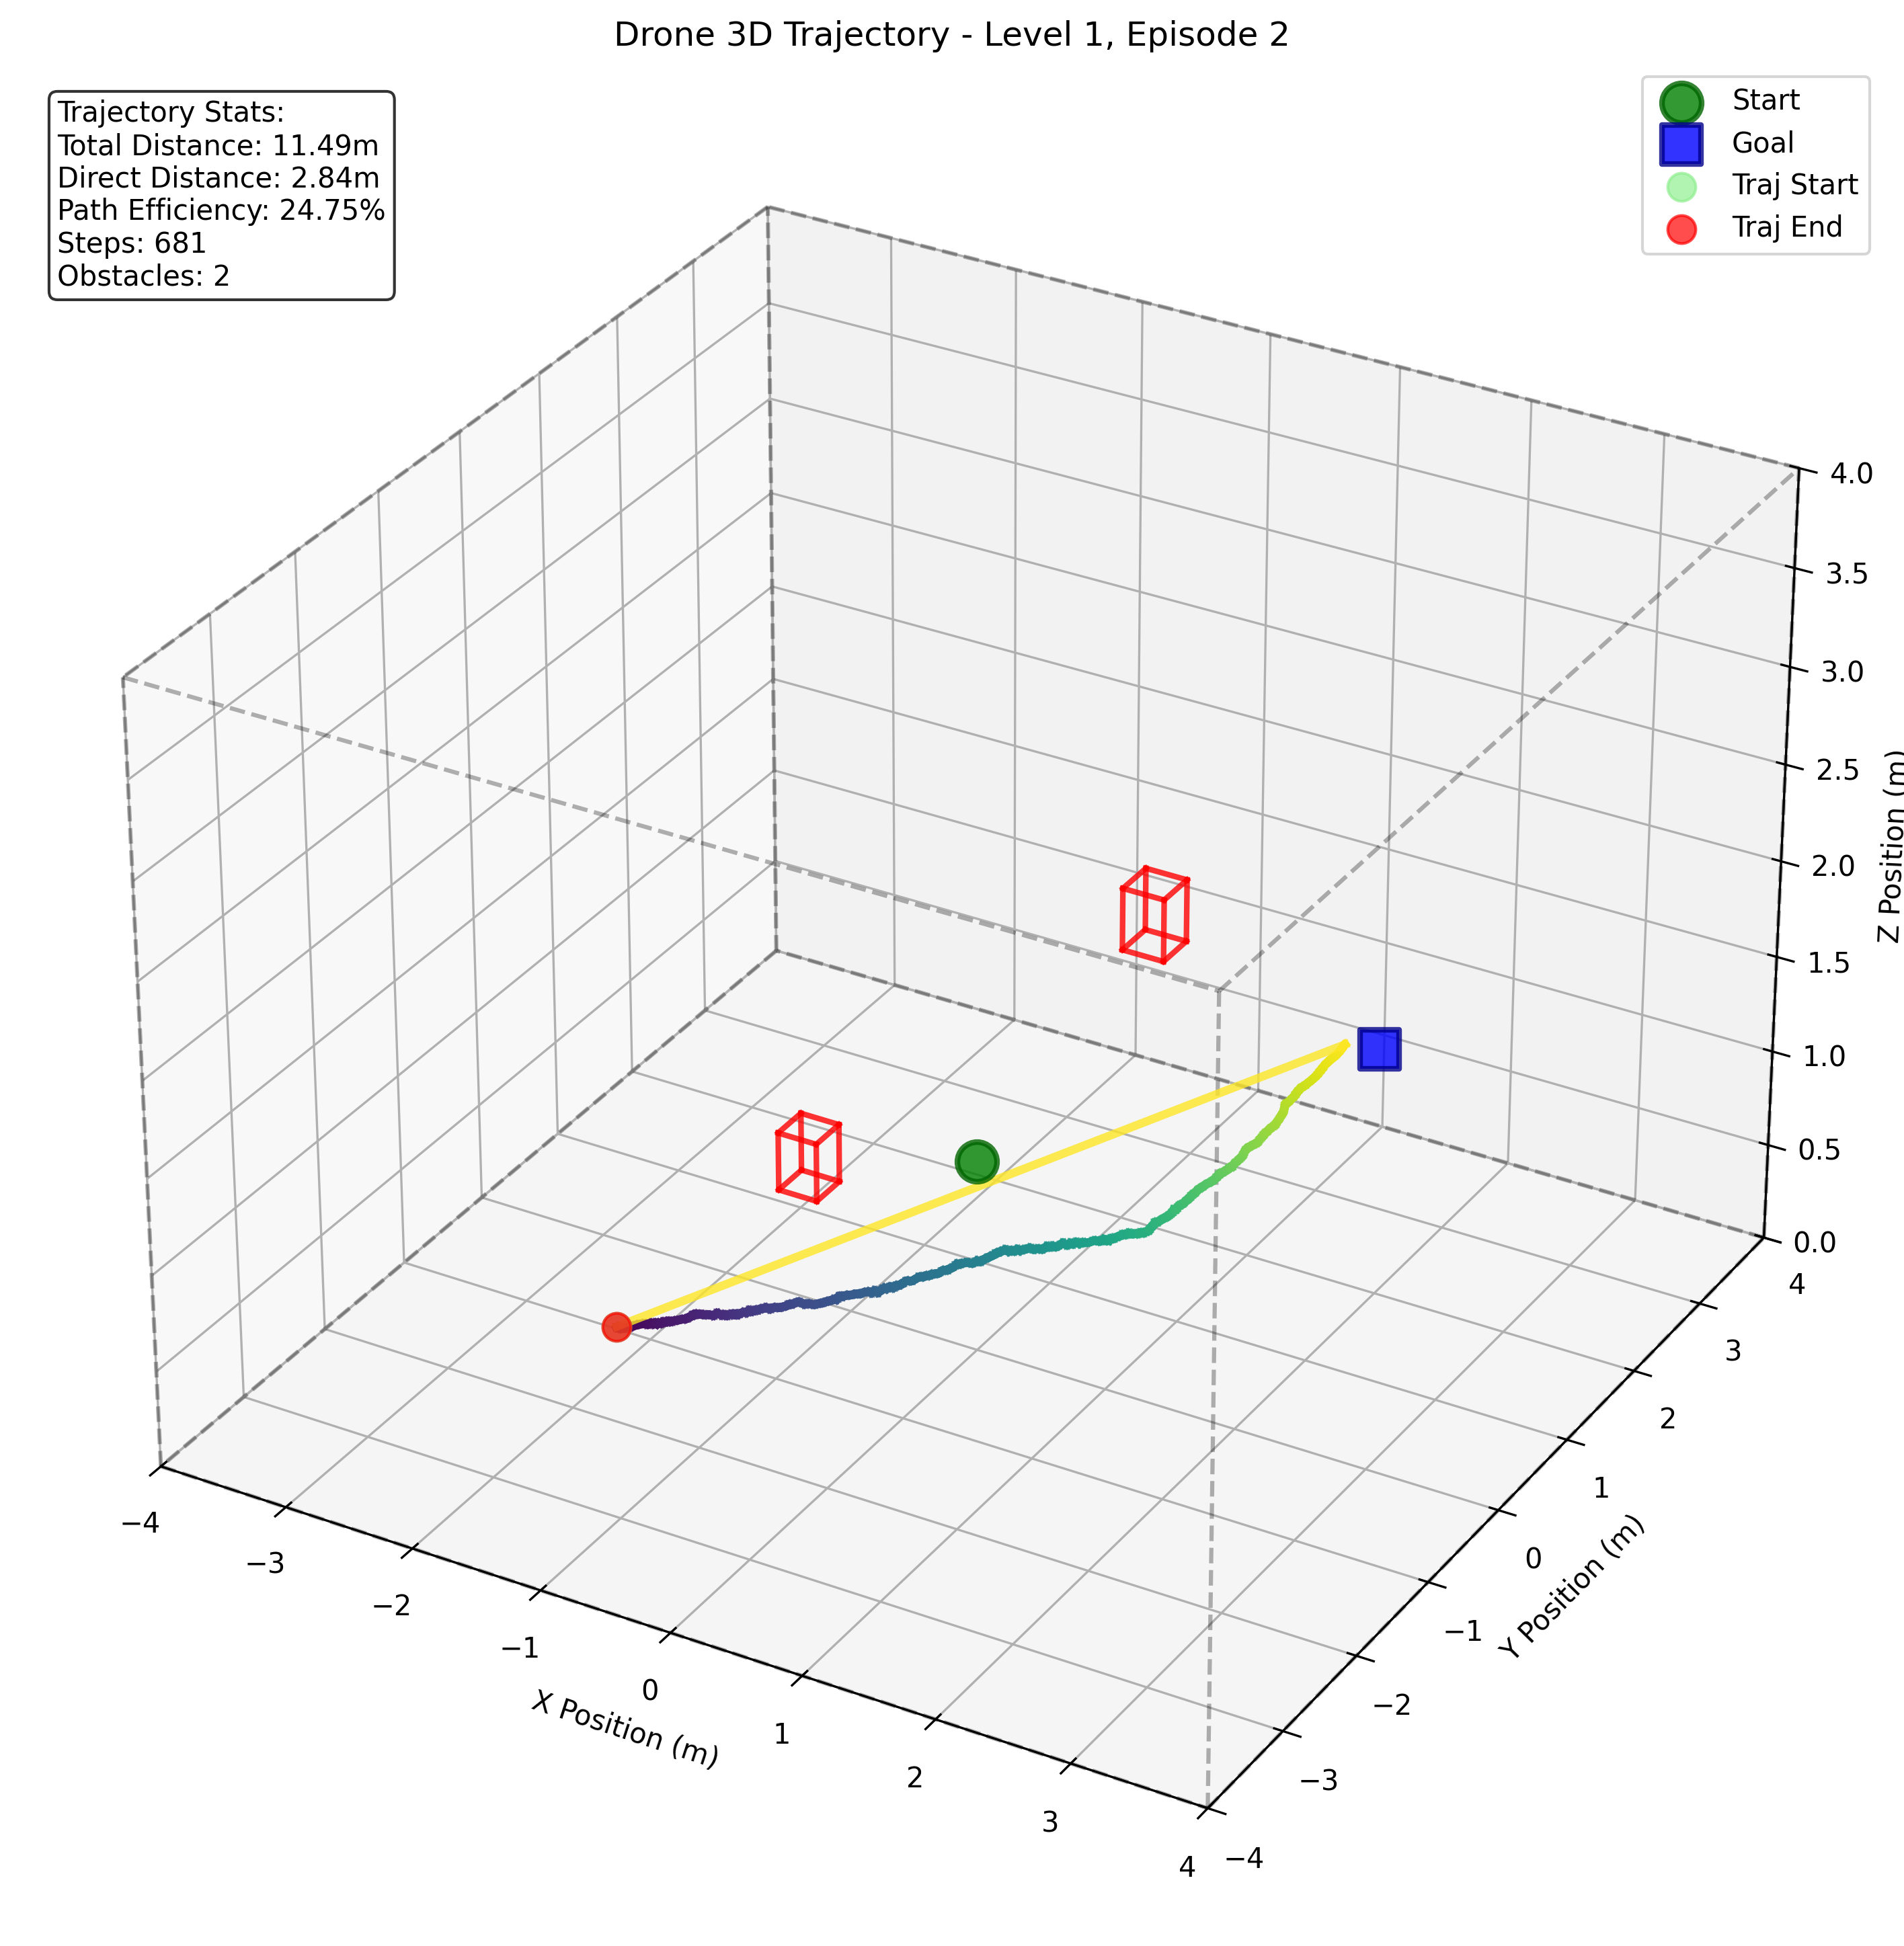 Drone 3D Trajectory - Level 1, Episode 2
Trajectory Stats:
Total Distance: 11.49m
Direct Distance: 2.84m
Path Efficiency: 24.75%
Steps: 681
Obstacles: 2
Start
Goal
Traj Start
Traj End
4.0
3.5
3.0
2.5
2.0
1.5
1.0
0.5
0.0
Z Position (m)
4
3
2
1
0
−1
−2
−3
−4
Y Position (m)
−4
−3
−2
−1
0
1
2
3
4
X Position (m)